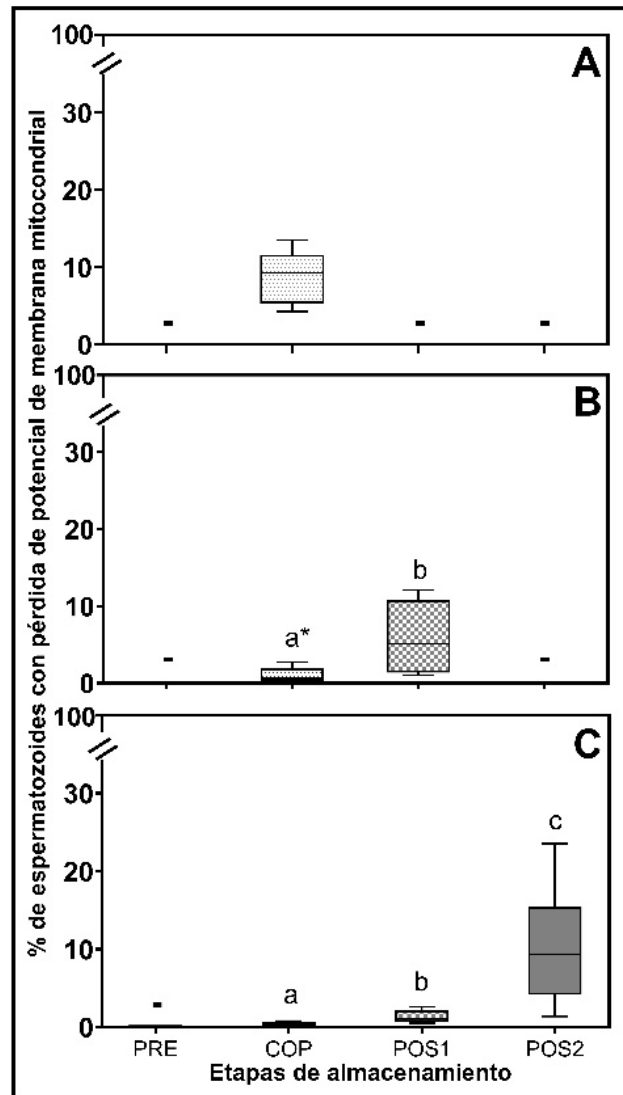 % de espermatozoides con pérdida de potencial de membrana mitocondrial
100
A
30
20
10
0
100
B
30
20
b
10
a*
0
100
C
30
c
20
10
a
b
0
PRE COP POS1 POS2
Etapas de almacenamiento